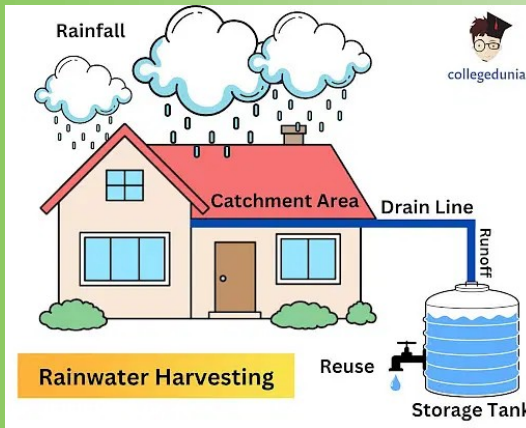 Rainfall
collegedunia
Catchment Area
Drain Line
Runoff
Reuse
Rainwater Harvesting
Storage Tank